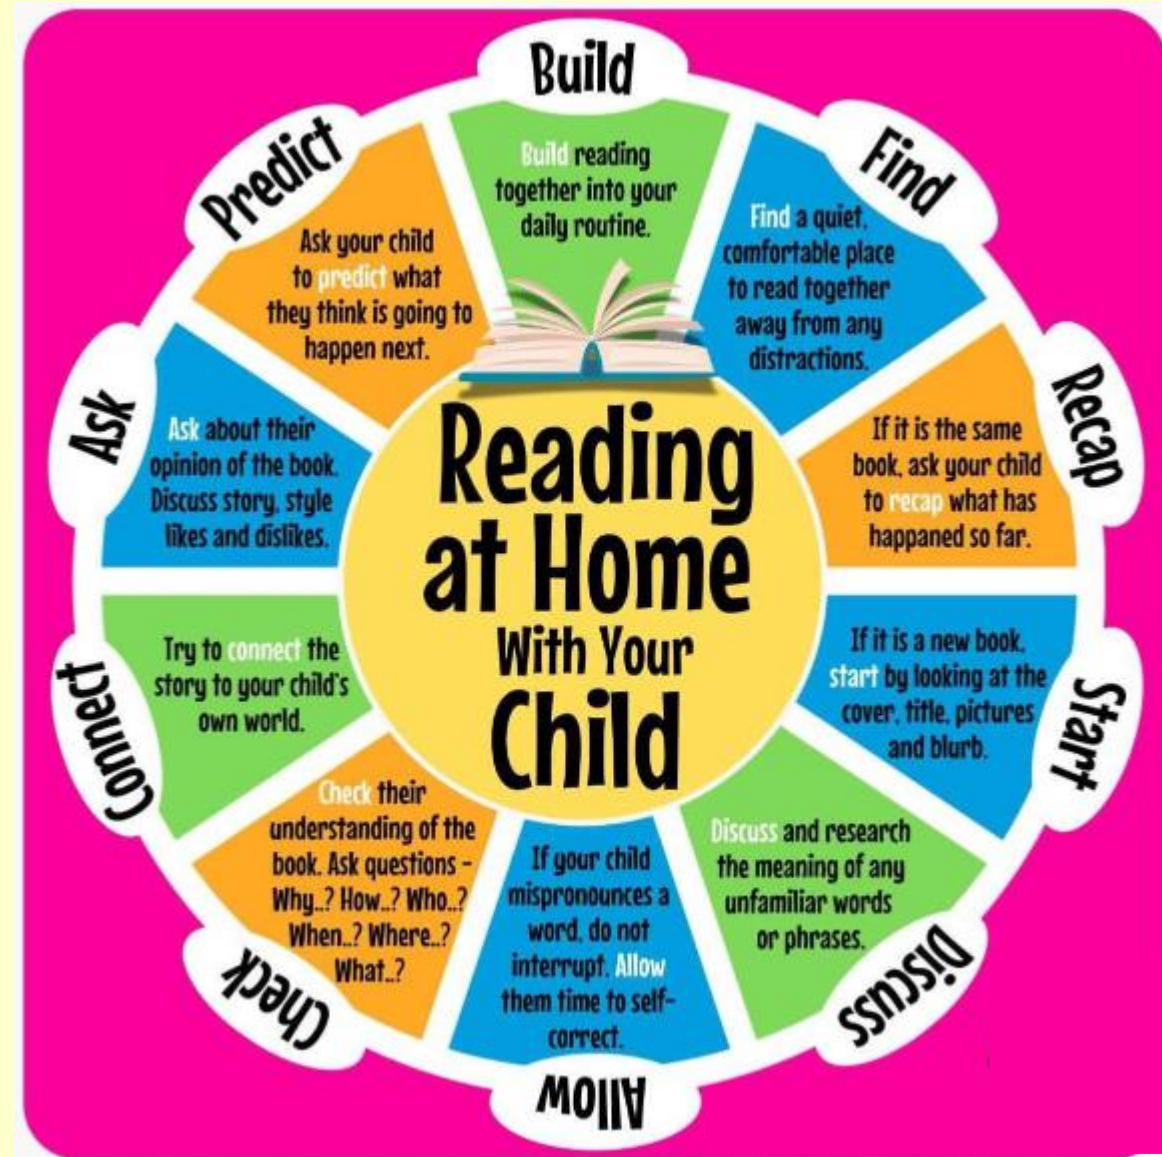 Reading
at Home
With Your
Child
Build
Build reading
together into your
daily routine.
Find
Find a quiet,
comfortable place
to read together
away from any
distractions.
Recap
If it is the same
book, ask your child
to recap what has
happaned so far.
Start
If it is a new book,
start by looking at the
cover, title, pictures
and blurb.
Discuss
Discuss and research
the meaning of any
unfamiliar words
or phrases.
Allow
If your child
mispronounces a
word, do not
interrupt. Allow
them time to self-
correct.
Check
Check their
understanding of the
book. Ask questions -
Why..? How..? Who..?
When..? Where..?
What..?
Connect
Try to connect the
story to your child's
own world.
Ask
Ask about their
opinion of the book.
Discuss story, style
likes and dislikes.
Predict
Ask your child
to predict what
they think is going to
happen next.